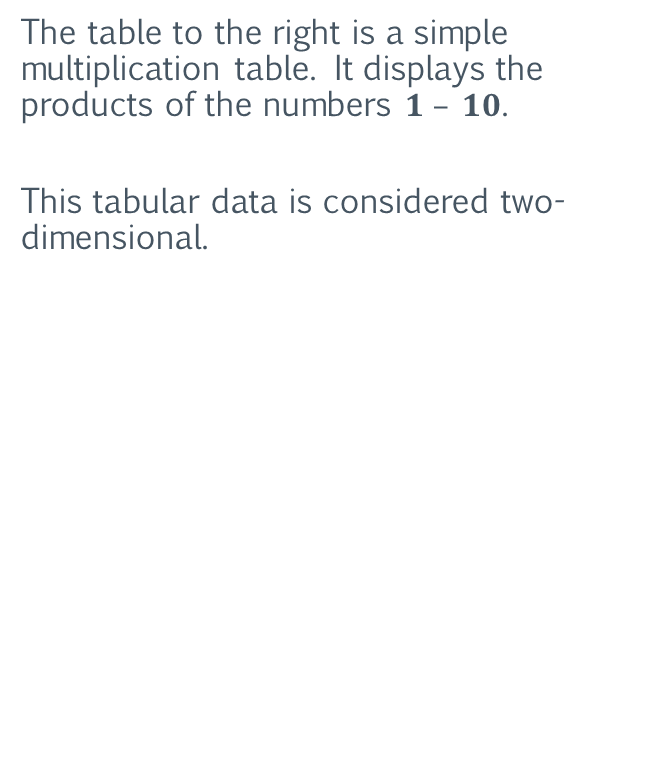 The table to the right is a simple
multiplication table. It displays the
products of the numbers 1 – 10.
This tabular data is considered two-
dimensional.